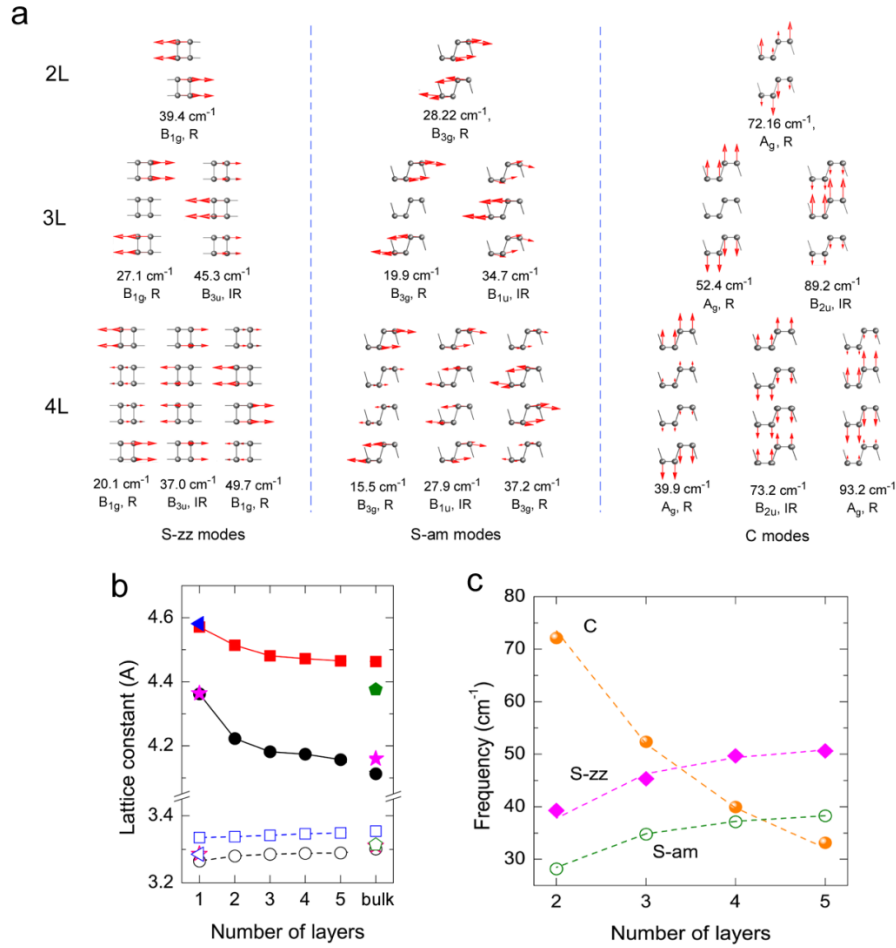 a
2L
39.4 cm⁻¹
B₁g, R
28.22 cm⁻¹,
B₃g, R
72.16 cm⁻¹,
Ag, R
3L
27.1 cm⁻¹ 45.3 cm⁻¹
B₁g, R B₃u, IR
19.9 cm⁻¹ 34.7 cm⁻¹
B₃g, R B₁u, IR
52.4 cm⁻¹ 89.2 cm⁻¹
Ag, R B₂u, IR
4L
20.1 cm⁻¹ 37.0 cm⁻¹ 49.7 cm⁻¹
B₁g, R B₃u, IR B₁g, R
15.5 cm⁻¹ 27.9 cm⁻¹ 37.2 cm⁻¹
B₃g, R B₁u, IR B₃g, R
39.9 cm⁻¹ 73.2 cm⁻¹ 93.2 cm⁻¹
Ag, R B₂u, IR Ag, R
S-zz modes S-am modes C modes
b
Lattice constant (A)
4.6
4.4
4.2
3.4
3.2
1 2 3 4 5 bulk
Number of layers
c
Frequency (cm⁻¹)
80
70
60
50
40
30
C
S-zz
S-am
2 3 4 5
Number of layers